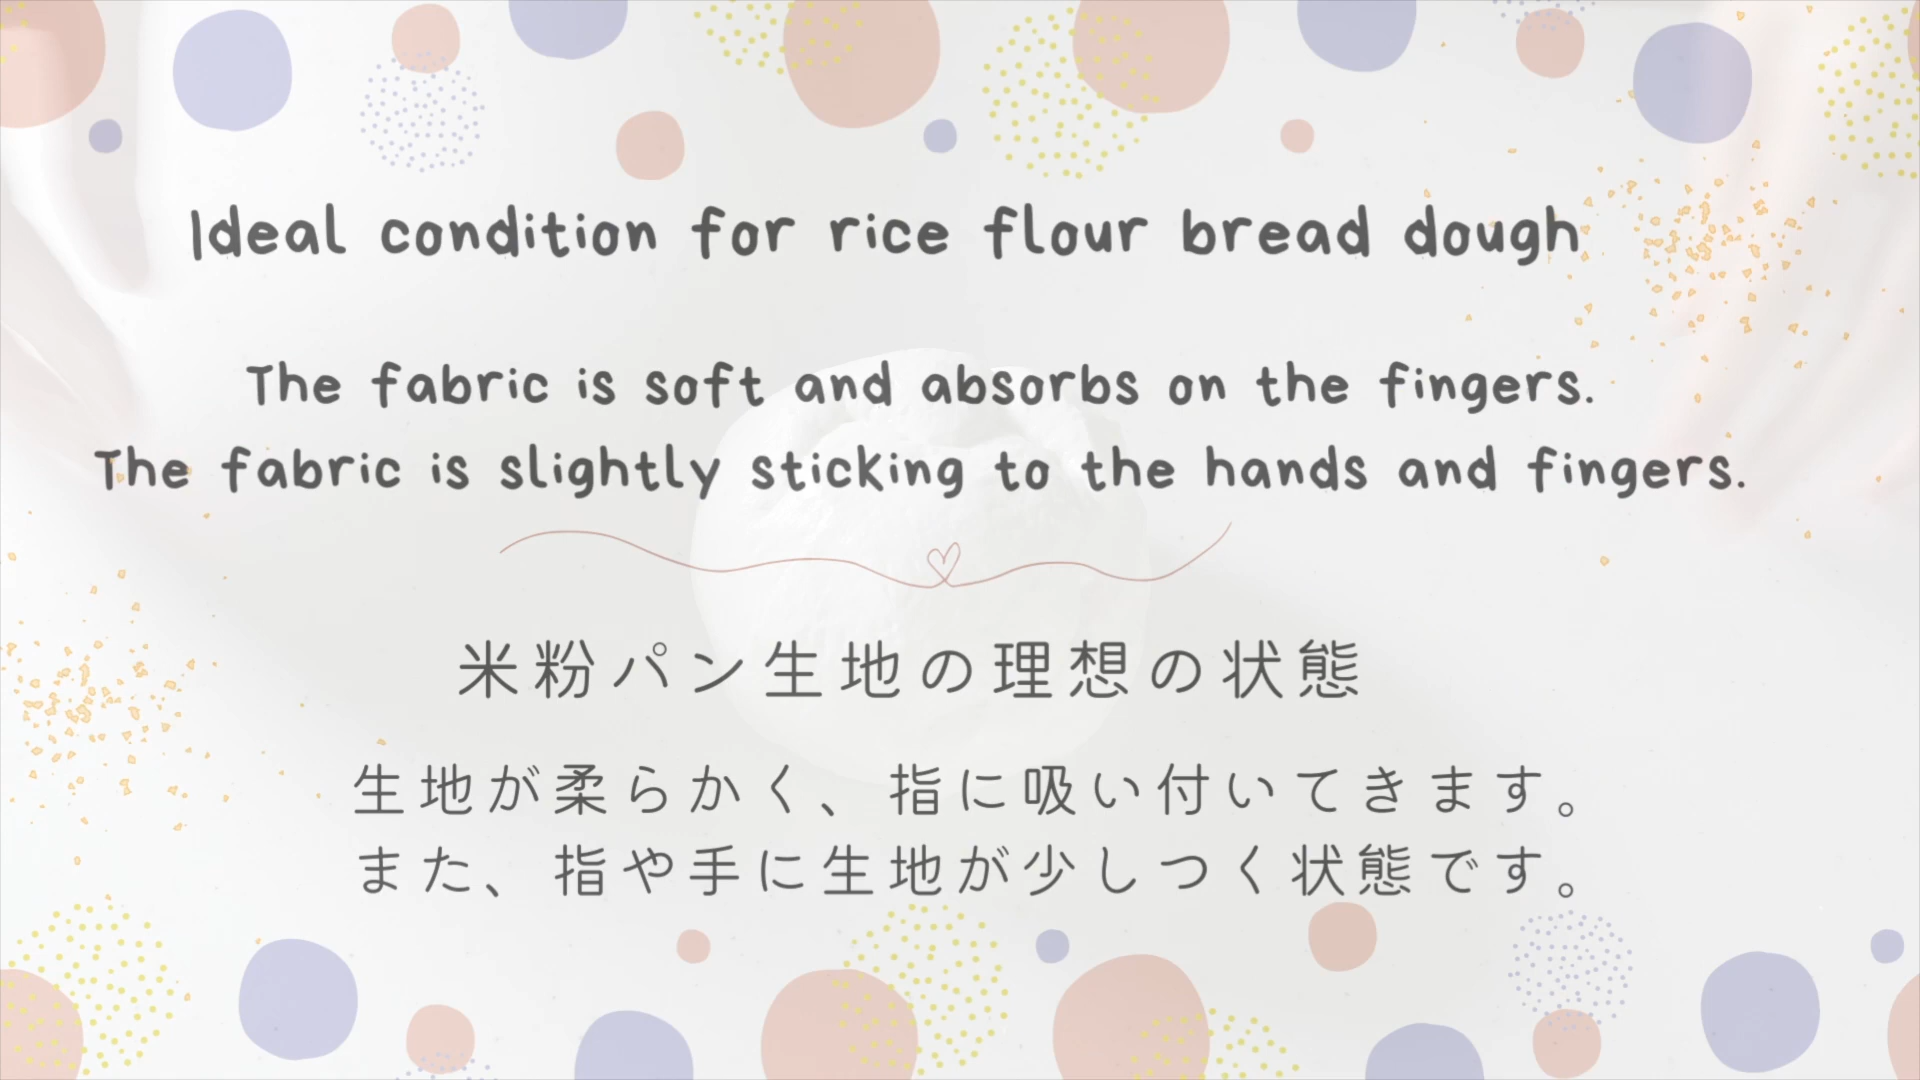 Ideal condition for rice flour bread dough
The fabric is soft and absorbs on the fingers.
The fabric is slightly sticking to the hands and fingers.
米粉パン生地の理想の状態
生地が柔らかく、指に吸い付いてきます。
また、指や手に生地が少しつく状態です。